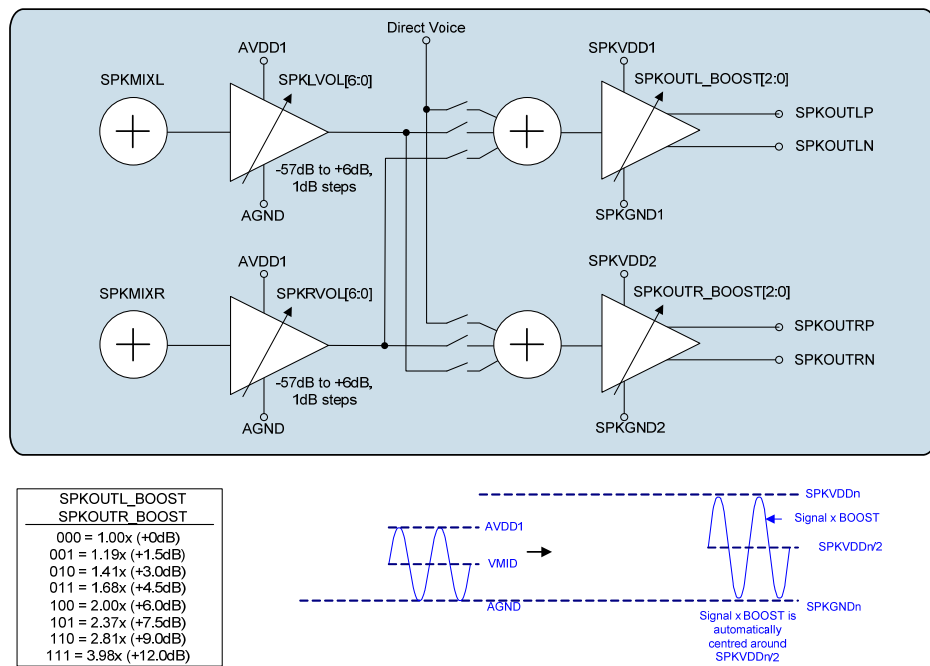 Direct Voice
AVDD1
SPKVDD1
SPKMIXL
SPKLVOL[6:0]
SPKOUTL_BOOST[2:0]
SPKOUTLP
SPKOUTLN
-57dB to +6dB,
1dB steps
AGND
SPKGND1
AVDD1
SPKVDD2
SPKMIXR
SPKRVOL[6:0]
SPKOUTR_BOOST[2:0]
SPKOUTRP
SPKOUTRN
-57dB to +6dB,
1dB steps
AGND
SPKGND2
SPKOUTL_BOOST
SPKOUTR_BOOST
000 = 1.00x (+0dB)
001 = 1.19x (+1.5dB)
010 = 1.41x (+3.0dB)
011 = 1.68x (+4.5dB)
100 = 2.00x (+6.0dB)
101 = 2.37x (+7.5dB)
110 = 2.81x (+9.0dB)
111 = 3.98x (+12.0dB)
AVDD1
VMID
AGND
SPKVDDn
Signal x BOOST
SPKVDDn/2
SPKGNDn
Signal x BOOST is
automatically
centred around
SPKVDDn/2